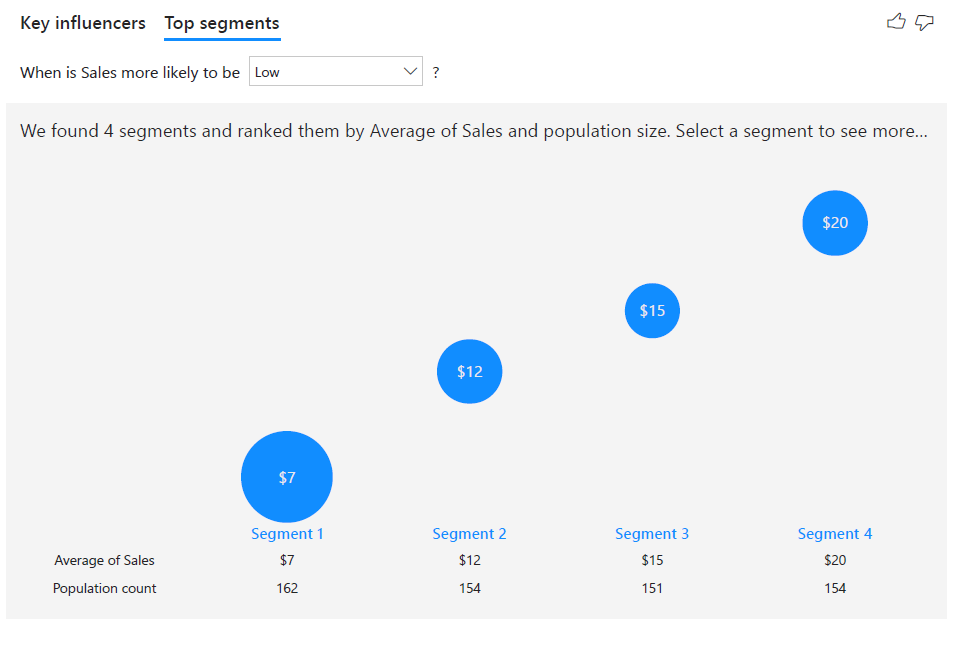 Key influencers Top segments
When is Sales more likely to be Low ?
We found 4 segments and ranked them by Average of Sales and population size. Select a segment to see more...
$20
$15
$12
$7
Segment 1 Segment 2 Segment 3 Segment 4
Average of Sales $7 $12 $15 $20
Population count 162 154 151 154